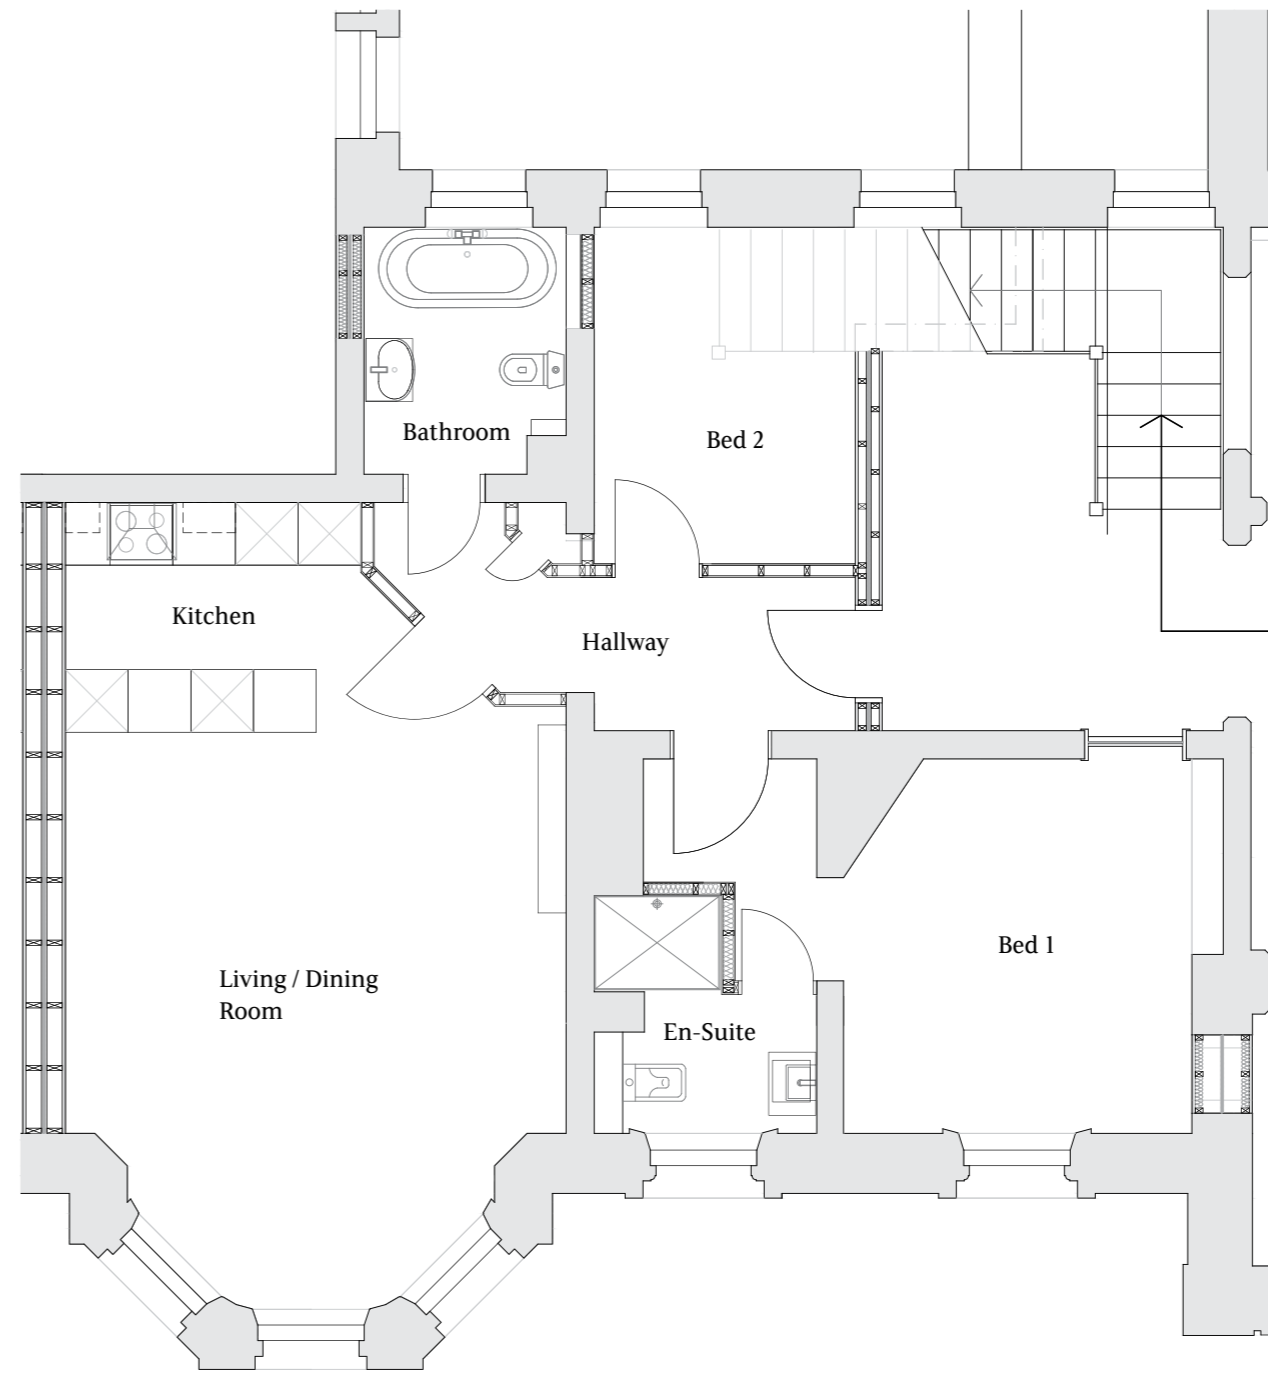 Bathroom
Bed 2
Kitchen
Hallway
Bed 1
Living / Dining
Room
En-Suite